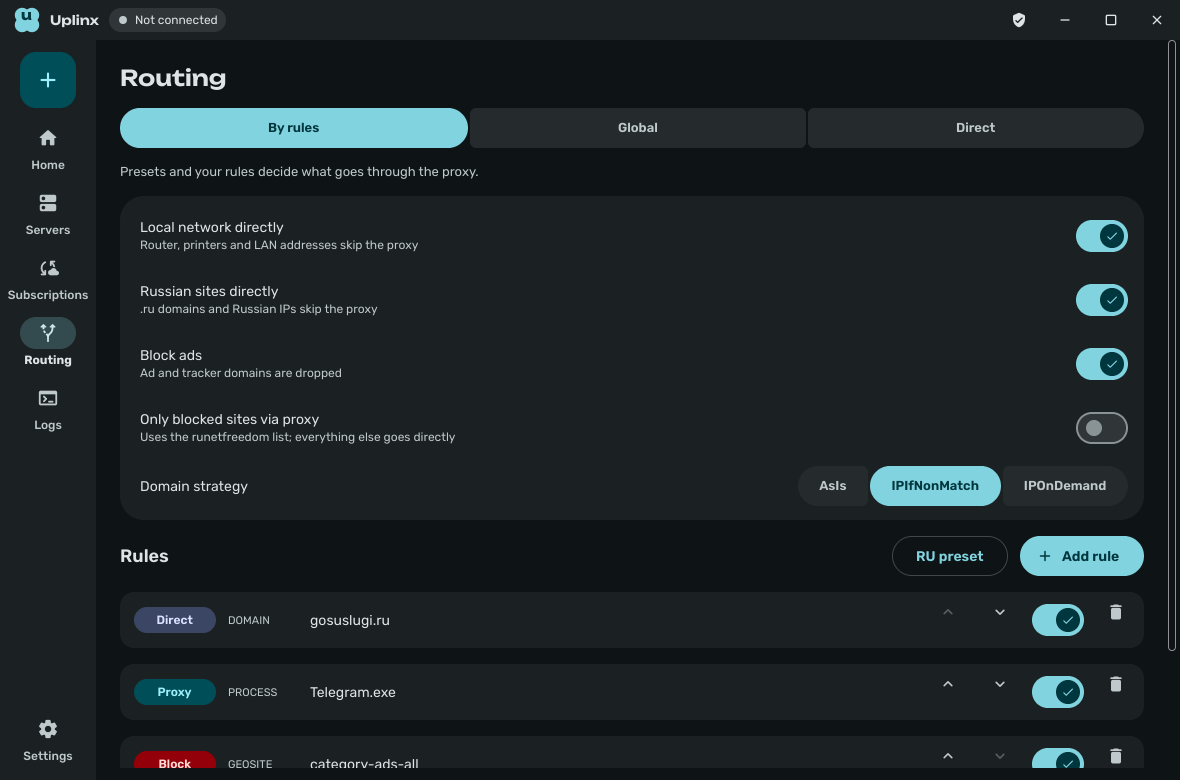 Uplinx
Not connected
Home
Servers
Subscriptions
Routing
Logs
Settings
Routing
By rules
Global
Direct
Presets and your rules decide what goes through the proxy.
Local network directly
Router, printers and LAN addresses skip the proxy
Russian sites directly
.ru domains and Russian IPs skip the proxy
Block ads
Ad and tracker domains are dropped
Only blocked sites via proxy
Uses the runetfreedom list; everything else goes directly
Domain strategy
AsIs
IPIfNonMatch
IPOnDemand
Rules
RU preset
Add rule
Direct DOMAIN gosuslugi.ru
Proxy PROCESS Telegram.exe
Block GEOSITE category-ads-all